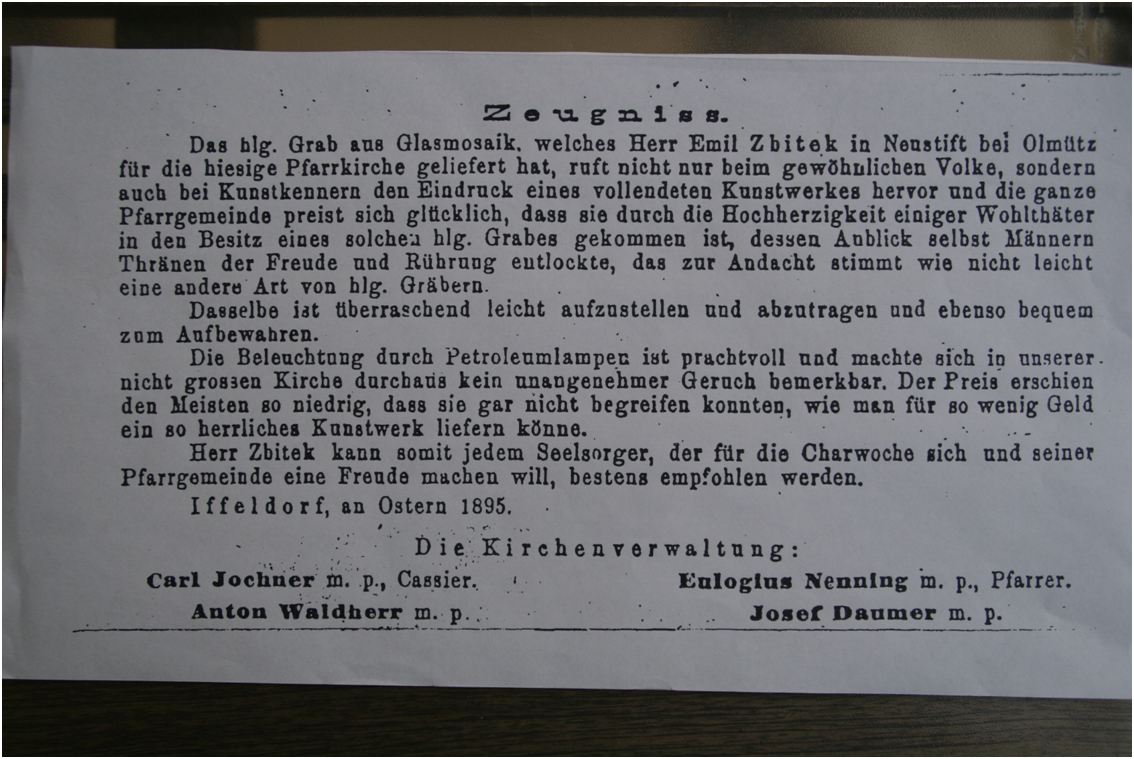 Zeugniss.
Das hlg. Grab aus Glasmosaik, welches Herr Emil Zbitek in Neustift bei Olmütz
für die hiesige Pfarrkirche geliefert hat, ruft nicht nur beim gewöhnlichen Volke, sondern
auch bei Kunstkennern den Eindruck eines vollendeten Kunstwerkes hervor und die ganze
Pfarrgemeinde preist sich glücklich, dass sie durch die Hochherzigkeit einiger Wohlthäter
in den Besitz eines solchen hlg. Grabes gekommen ist, dessen Anblick selbst Männern
Thränen der Freude und Rührung entlockte, das zur Andacht stimmt wie nicht leicht
eine andere Art von hlg. Gräbern.
Dasselbe ist überraschend leicht aufzustellen und abzutragen und ebenso bequem
zum Aufbewahren.
Die Beleuchtung durch Petroleumlampen ist prachtvoll und machte sich in unserer
nicht grossen Kirche durchaus kein unangenehmer Geruch bemerkbar. Der Preis erschien
den Meisten so niedrig, dass sie gar nicht begreifen konnten, wie man für so wenig Geld
ein so herrliches Kunstwerk liefern könne.
Herr Zbitek kann somit jedem Seelsorger, der für die Charwoche sich und seiner
Pfarrgemeinde eine Freude machen will, bestens empfohlen werden.
Iffeldorf, an Ostern 1895.
Die Kirchenverwaltung:
Carl Jochner m. p., Cassier. Eulogius Nenning m. p., Pfarrer.
Anton Waldherr m. p. Josef Daumer m. p.